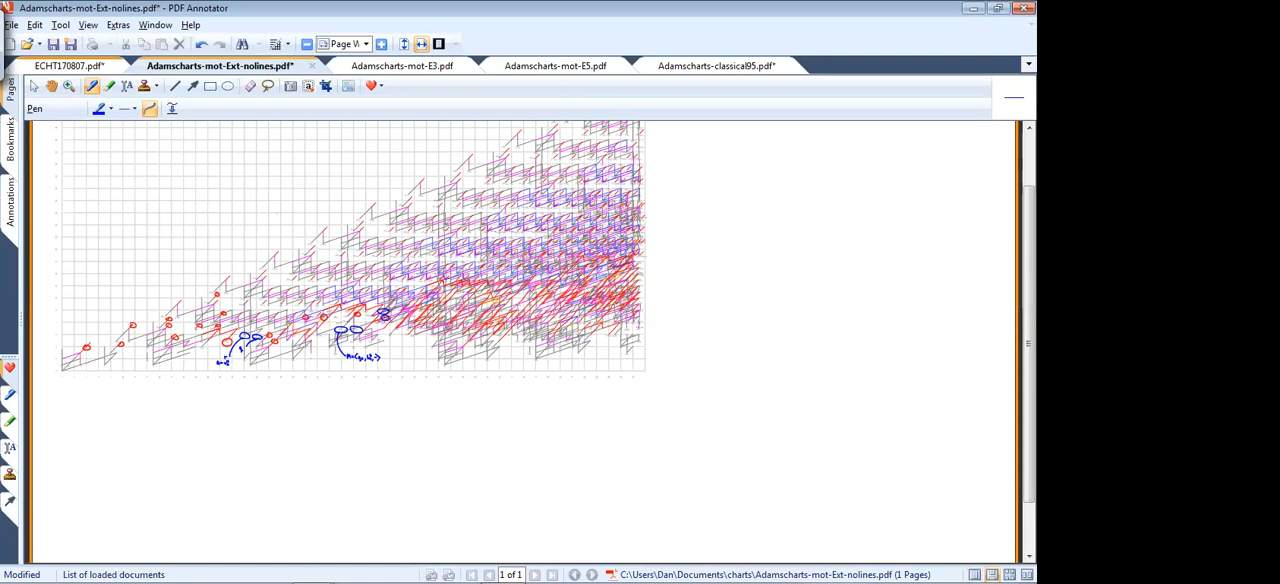 Adamscharts-mot-Ext-nolines.pdf* - PDF Annotator
File Edit Tool View Extras Window Help
Page W
ECHT170807.pdf* Adamscharts-mot-Ext-nolines.pdf* Adamscharts-mot-E3.pdf Adamscharts-mot-E5.pdf Adamscharts-classical95.pdf*
Pen
Pages
Bookmarks
Annotations
Modified List of loaded documents 1 of 1 C:\Users\Dan\Documents\charts\Adamscharts-mot-Ext-nolines.pdf (1 Pages)